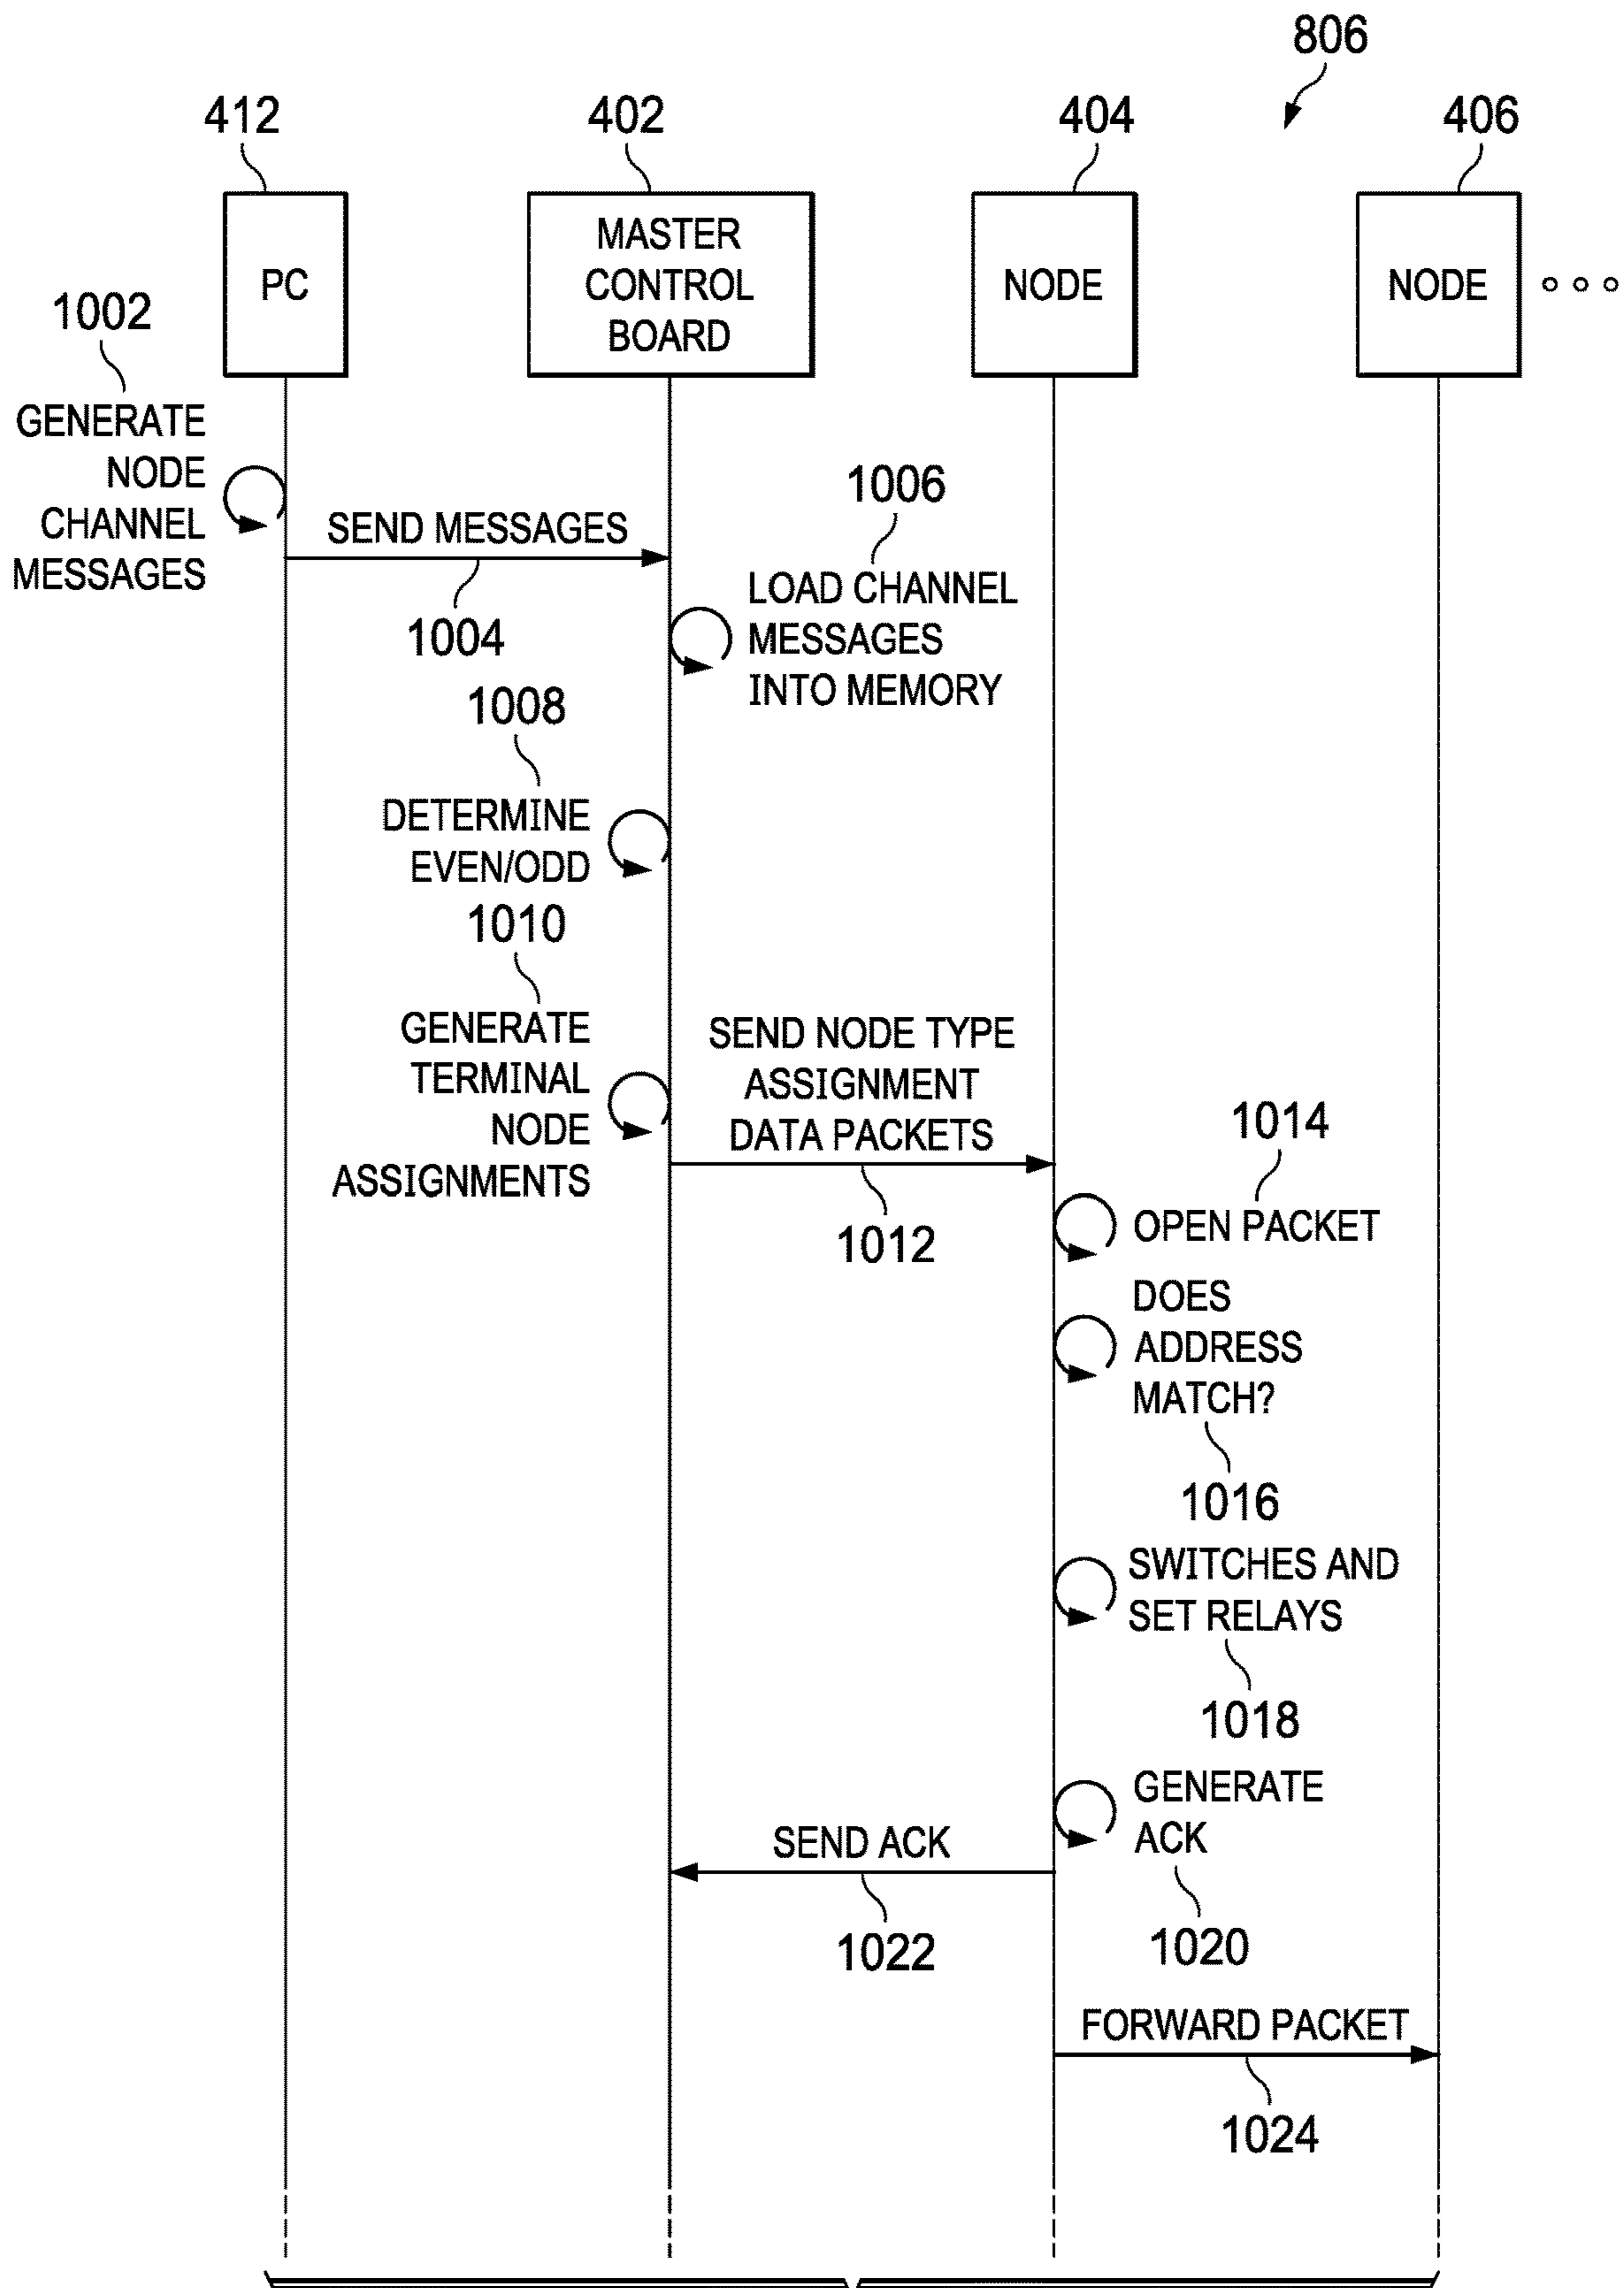 806
412
402
404
406
PC
MASTER
CONTROL
BOARD
NODE
NODE
1002
GENERATE
NODE
CHANNEL
MESSAGES
SEND MESSAGES
1004
1006
LOAD CHANNEL
MESSAGES
INTO MEMORY
1008
DETERMINE
EVEN/ODD
1010
GENERATE
TERMINAL
NODE
ASSIGNMENTS
SEND NODE TYPE
ASSIGNMENT
DATA PACKETS
1012
1014
OPEN PACKET
DOES
ADDRESS
MATCH?
1016
SWITCHES AND
SET RELAYS
1018
GENERATE
ACK
1020
SEND ACK
1022
FORWARD PACKET
1024